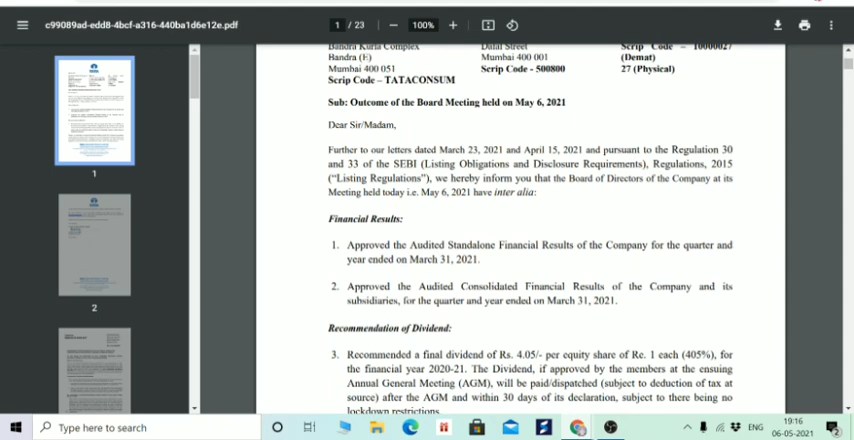 c99089ad-edd8-4bcf-a316-440ba1d6e12e.pdf
1 / 23
100%
Bandra Kurla Complex
Bandra (E)
Mumbai 400 051
Scrip Code – TATACONSUM
Dalal Street
Mumbai 400 001
Scrip Code - 500800
Scrip Code – 10000027
(Demat)
27 (Physical)
Sub: Outcome of the Board Meeting held on May 6, 2021
Dear Sir/Madam,
Further to our letters dated March 23, 2021 and April 15, 2021 and pursuant to the Regulation 30
and 33 of the SEBI (Listing Obligations and Disclosure Requirements), Regulations, 2015
(“Listing Regulations”), we hereby inform you that the Board of Directors of the Company at its
Meeting held today i.e. May 6, 2021 have inter alia:
Financial Results:
1. Approved the Audited Standalone Financial Results of the Company for the quarter and
year ended on March 31, 2021.
2. Approved the Audited Consolidated Financial Results of the Company and its
subsidiaries, for the quarter and year ended on March 31, 2021.
Recommendation of Dividend:
3. Recommended a final dividend of Rs. 4.05/- per equity share of Re. 1 each (405%), for
the financial year 2020-21. The Dividend, if approved by the members at the ensuing
Annual General Meeting (AGM), will be paid/dispatched (subject to deduction of tax at
source) after the AGM and within 30 days of its declaration, subject to there being no
lockdown restrictions
1
2
Type here to search
ENG
19:16
06-05-2021